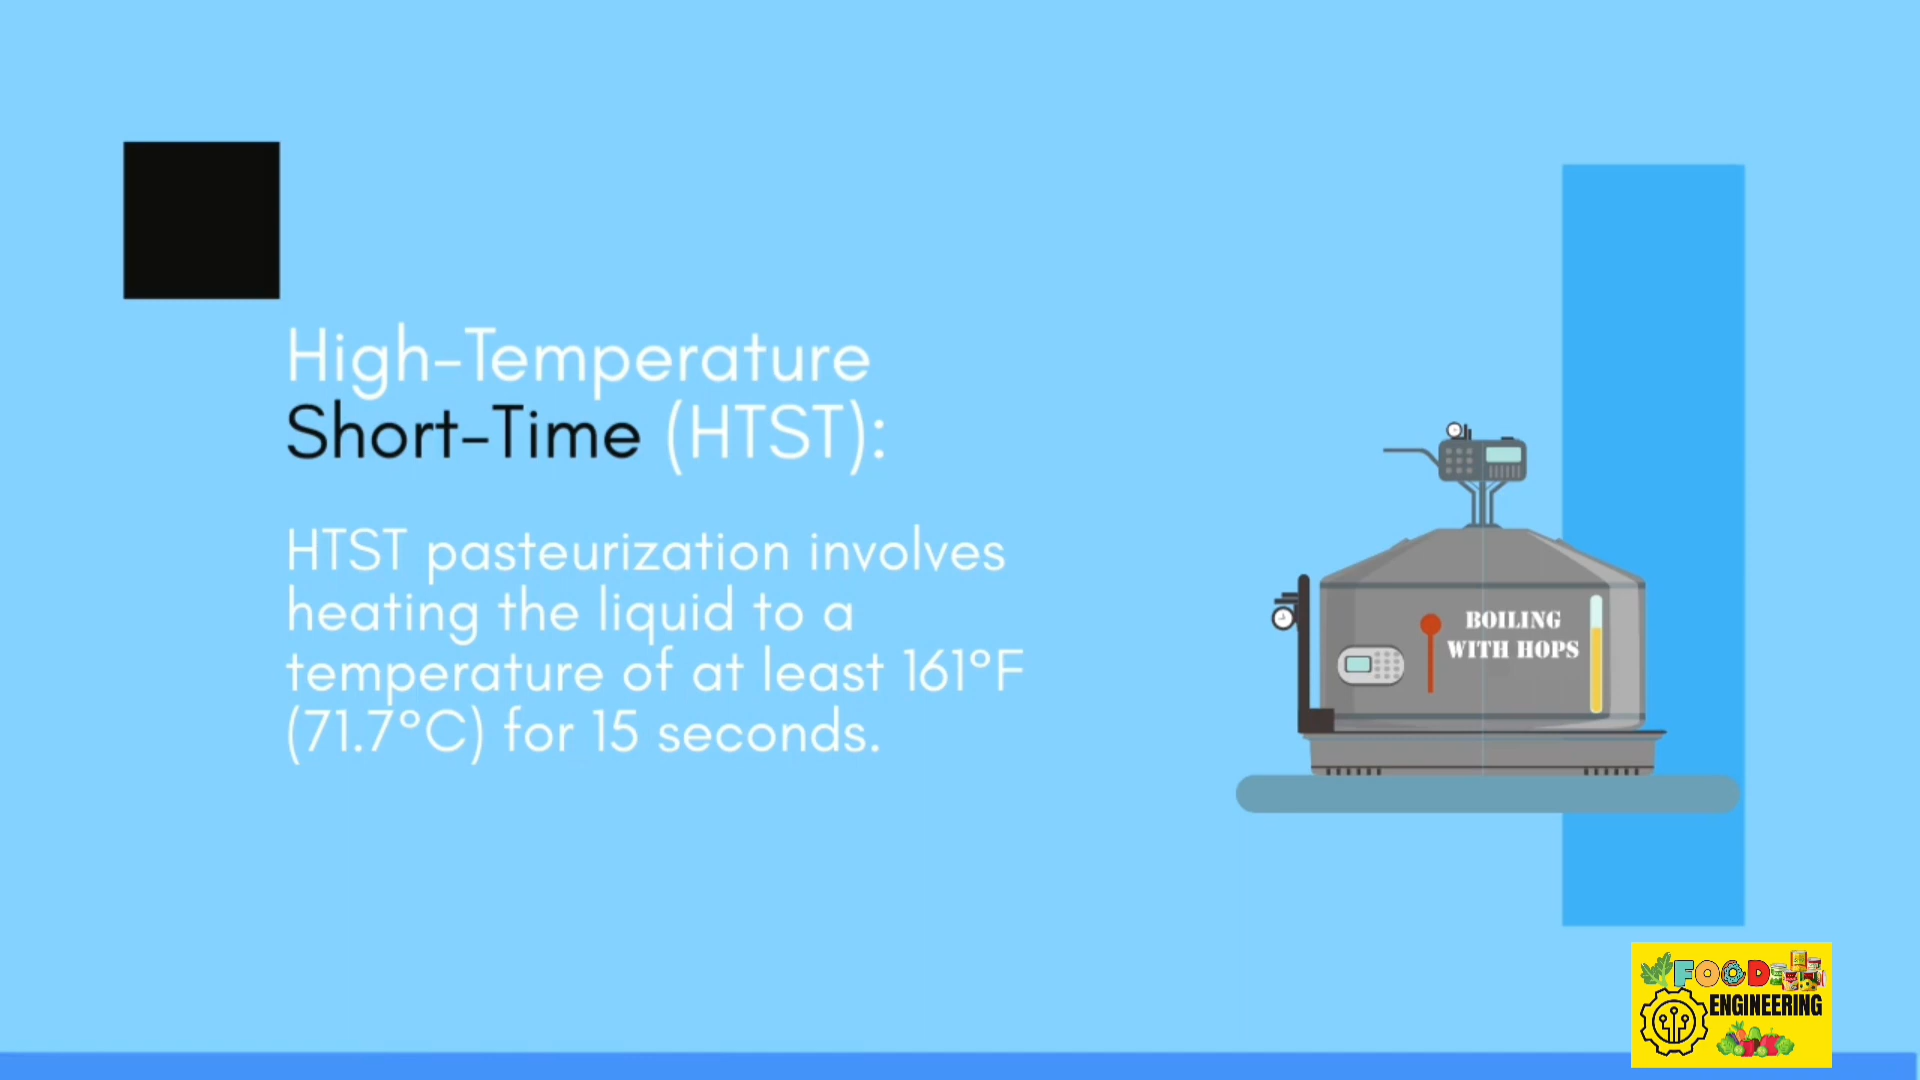 High-Temperature
Short-Time (HTST):
HTST pasteurization involves
heating the liquid to a
temperature of at least 161°F
(71.7°C) for 15 seconds.
BOILING
WITH HOPS
FOOD
ENGINEERING